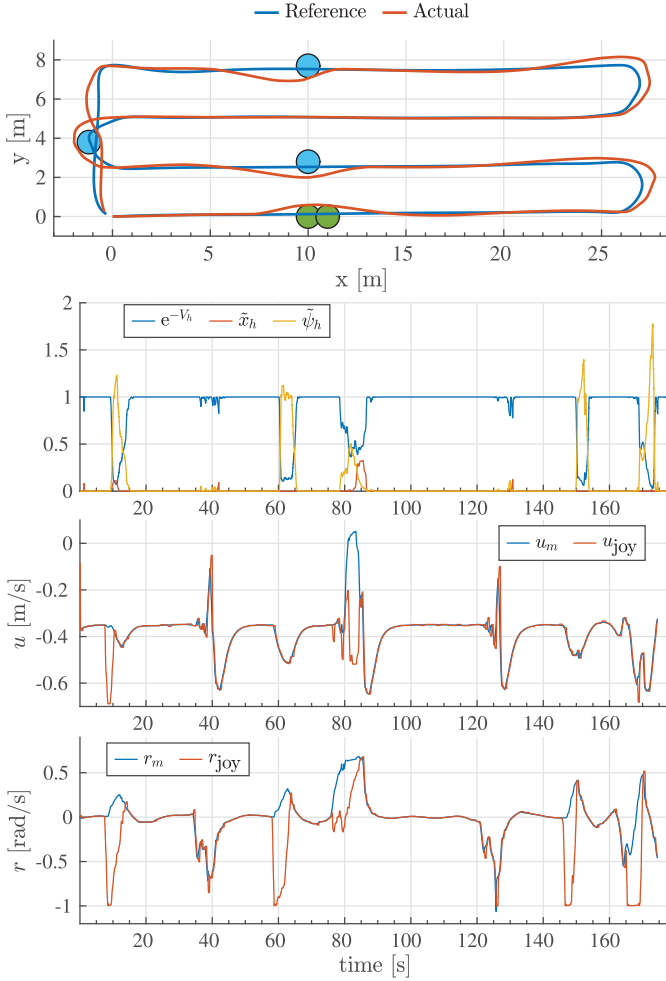 Reference Actual
8
6
4
2
0
y [m]
0 5 10 15 20 25
x [m]
e^{-V_h} x̃_h ψ̃_h
2
1.5
1
0.5
0
20 40 60 80 100 120 140 160
u_m u_joy
0
-0.2
-0.4
-0.6
u [m/s]
20 40 60 80 100 120 140 160
r_m r_joy
0.5
0
-0.5
-1
r [rad/s]
20 40 60 80 100 120 140 160
time [s]